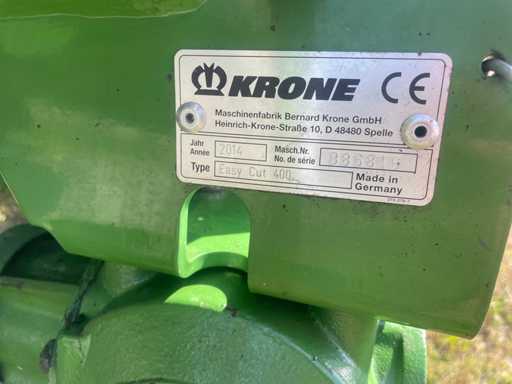 KRONE CE
Maschinenfabrik Bernard Krone GmbH
Heinrich-Krone-Straße 10, D 48480 Spelle
Jahr 2014 Masch.Nr.
Année No. de série
Type Easy Cut Made in
Germany